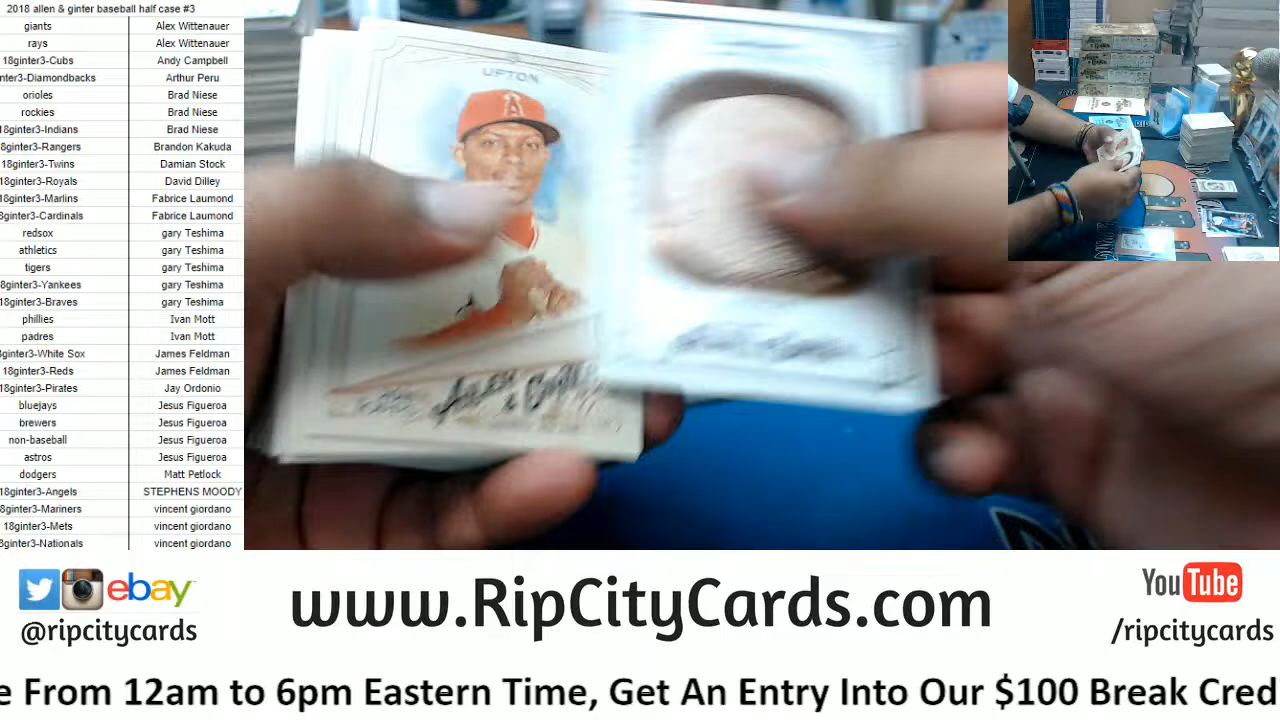 2018 allen & ginter baseball half case #3
giants Alex Wittenauer
rays Alex Wittenauer
18ginter3-Cubs Andy Campbell
nter3-Diamondbacks Arthur Peru
orioles Brad Niese
rockies Brad Niese
18ginter3-Indians Brad Niese
18ginter3-Rangers Brandon Kakuda
18ginter3-Twins Damian Stock
18ginter3-Royals David Dilley
18ginter3-Marlins Fabrice Laumond
8ginter3-Cardinals Fabrice Laumond
redsox gary Teshima
athletics gary Teshima
tigers gary Teshima
8ginter3-Yankees gary Teshima
18ginter3-Braves gary Teshima
phillies Ivan Mott
padres Ivan Mott
ginter3-White Sox James Feldman
18ginter3-Reds James Feldman
18ginter3-Pirates Jay Ordonio
bluejays Jesus Figueroa
brewers Jesus Figueroa
non-baseball Jesus Figueroa
astros Jesus Figueroa
dodgers Matt Petlock
18ginter3-Angels STEPHENS MOODY
8ginter3-Mariners vincent giordano
18ginter3-Mets vincent giordano
ginter3-Nationals vincent giordano
UPTON
ebay
@ripcitycards
www.RipCityCards.com
YouTube
/ripcitycards
e From 12am to 6pm Eastern Time, Get An Entry Into Our $100 Break Cred